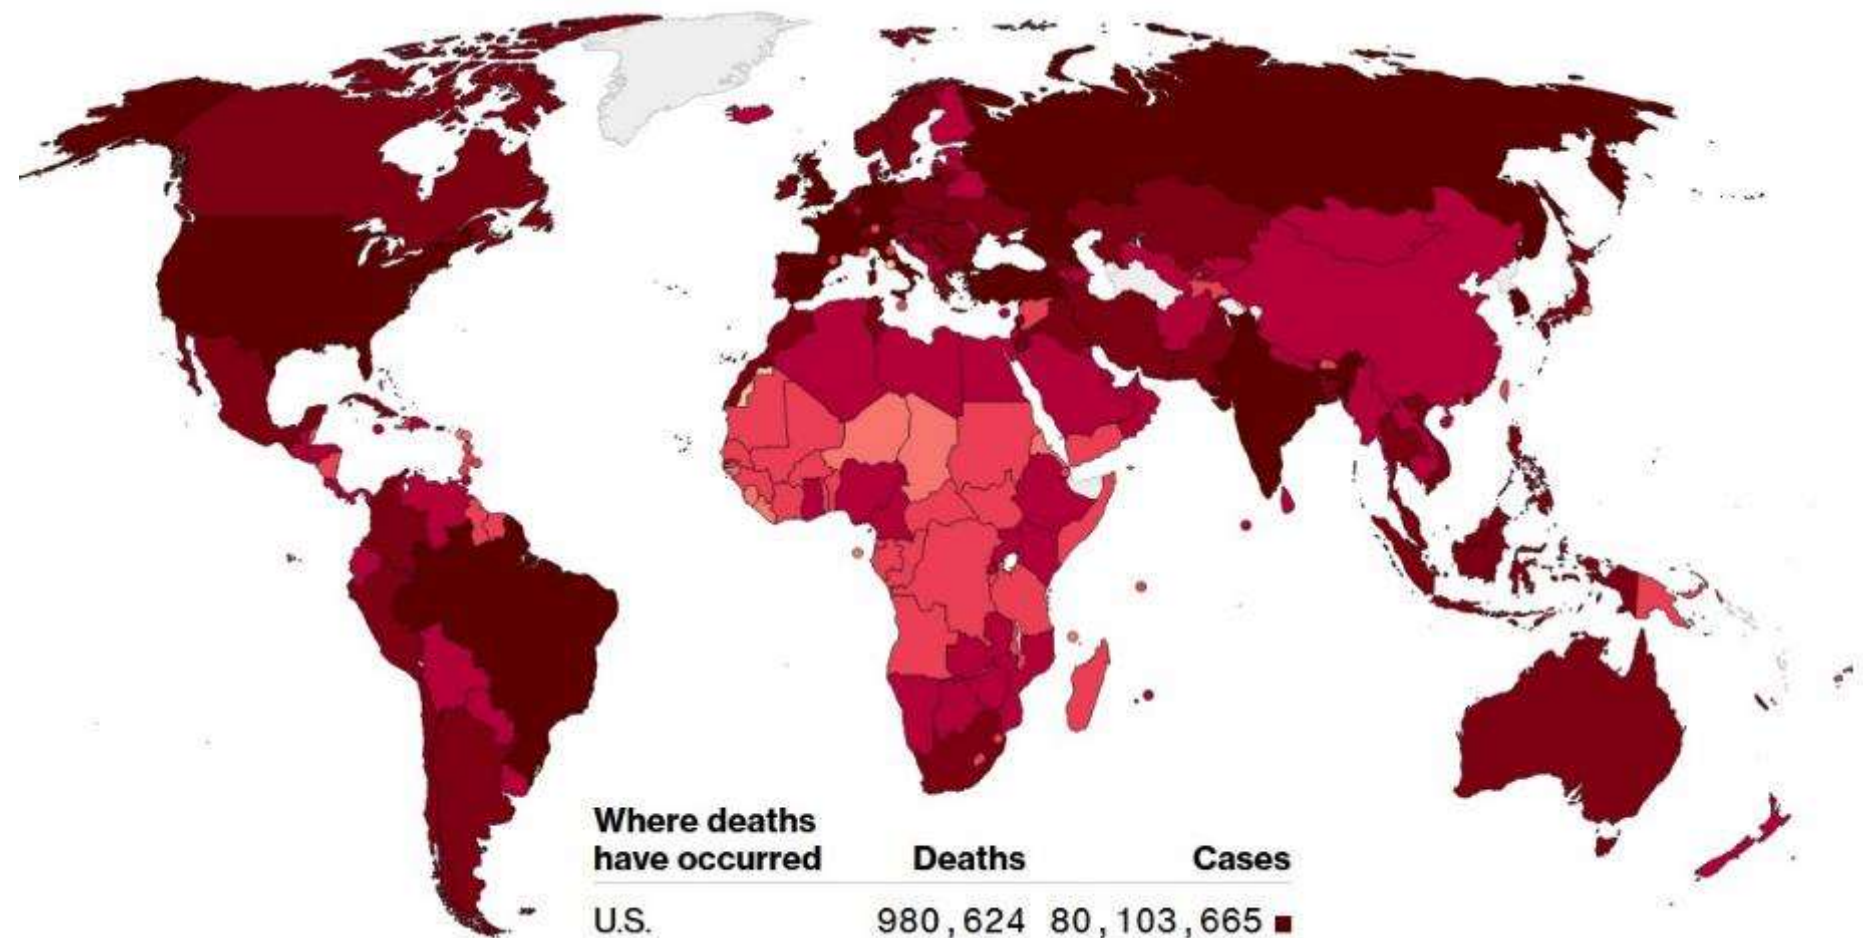 Where deaths
have occurred Deaths Cases
U.S. 980,624 80,103,665